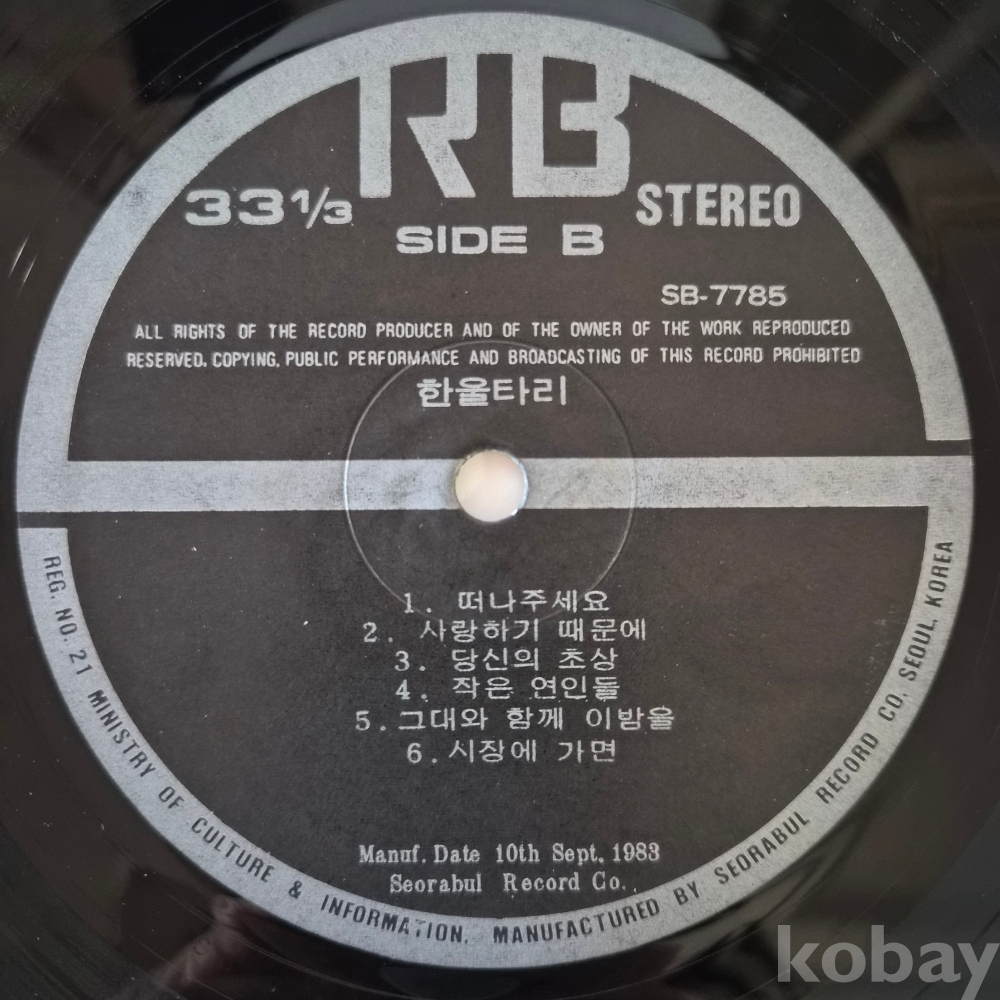 RB
33 1/3
STEREO
SIDE B
SB-7785
ALL RIGHTS OF THE RECORD PRODUCER AND OF THE OWNER OF THE WORK REPRODUCED
RESERVED. COPYING. PUBLIC PERFORMANCE AND BROADCASTING OF THIS RECORD PROHIBITED
한울타리
1. 떠나주세요
2. 사랑하기 때문에
3. 당신의 초상
4. 작은 연인들
5. 그대와 함께 이밤을
6. 시장에 가면
Manuf. Date 10th Sept. 1983
Seorabul Record Co.,
REG. NO. 21 MINISTRY OF CULTURE & INFORMATION. MANUFACTURED BY SEORABUL RECORD CO. SEOUL. KOREA
kobay